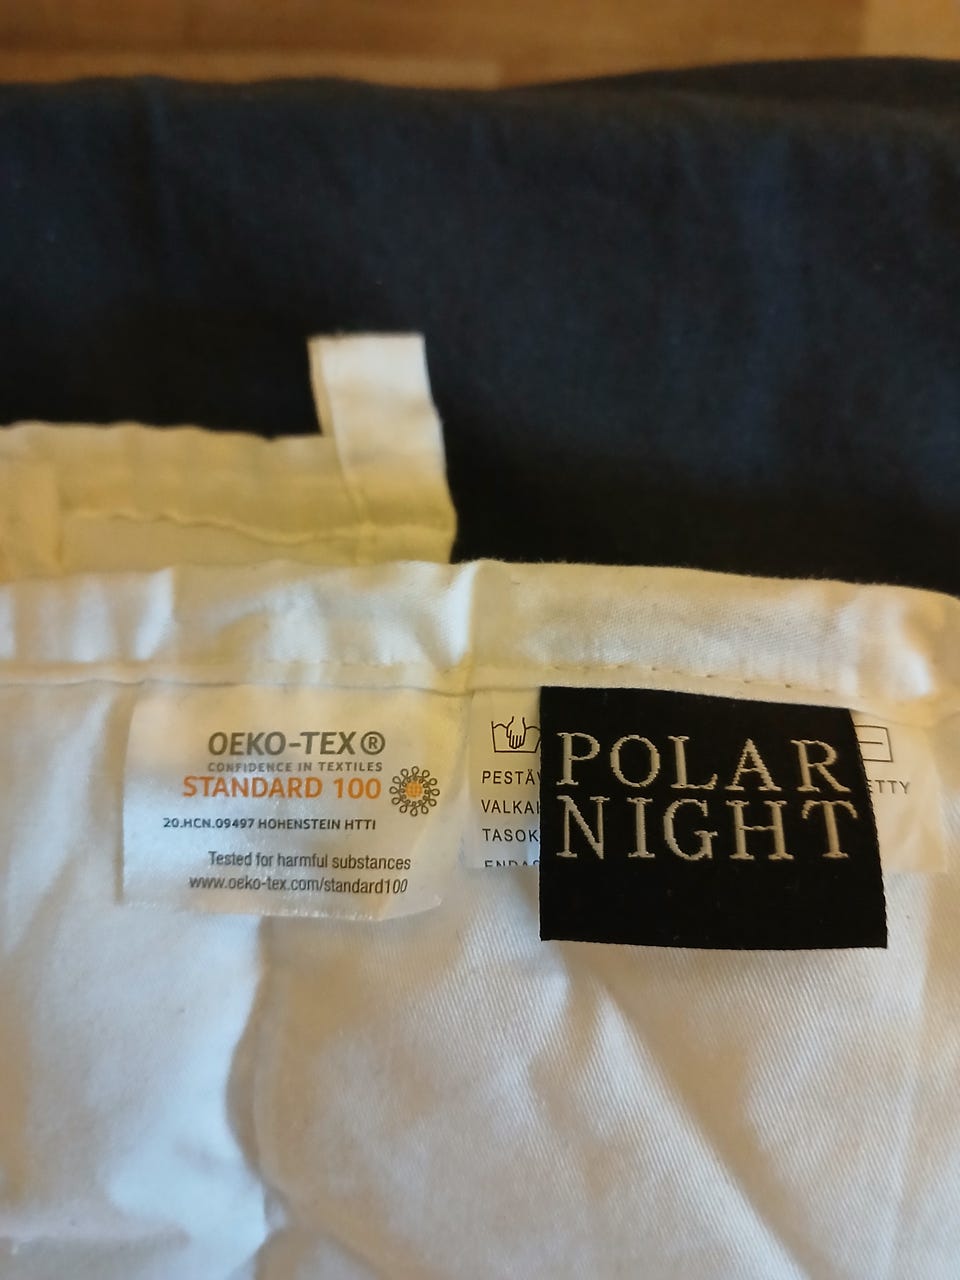 OEKO-TEX®
CONFIDENCE IN TEXTILES
STANDARD 100
20.HCN.09497 HOHENSTEIN HTTI
Tested for harmful substances
www.oeko-tex.com/standard100
PESTÄV
VALKAI
TASOK
ETTY
POLAR
NIGHT